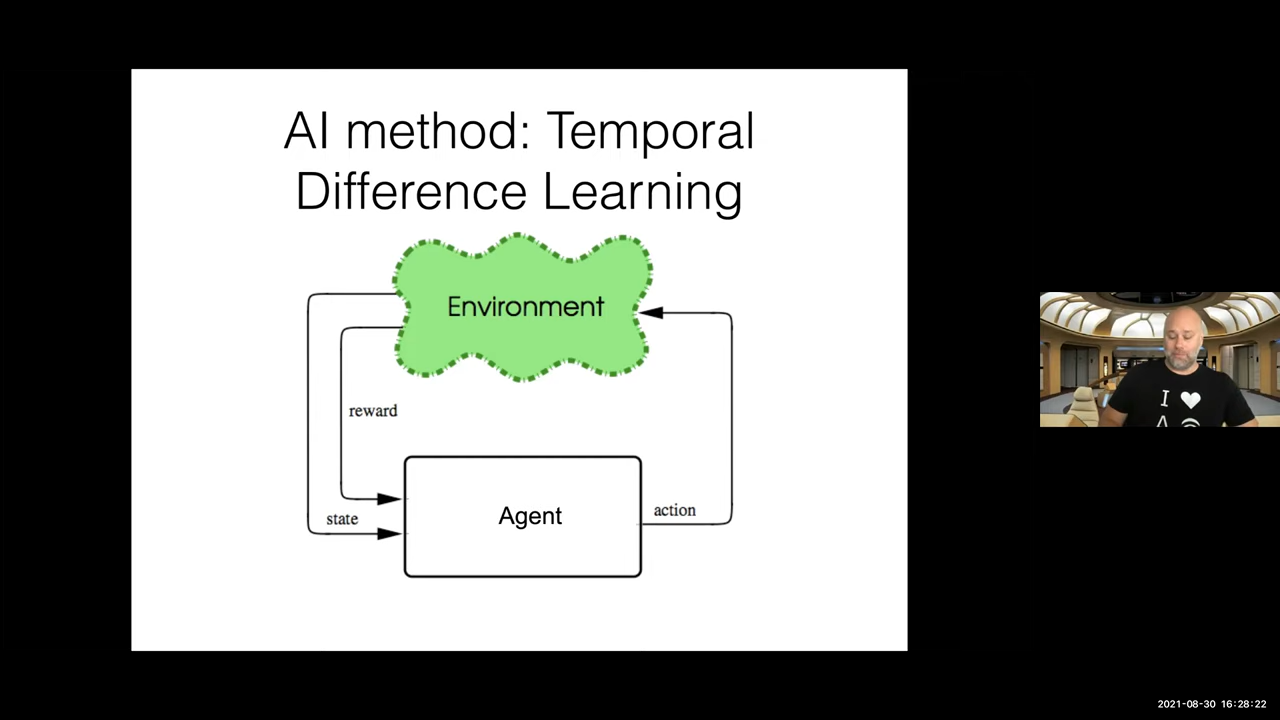 AI method: Temporal
Difference Learning
Environment
reward
Agent
state
action
I ♥
2021-08-30 16:28:22